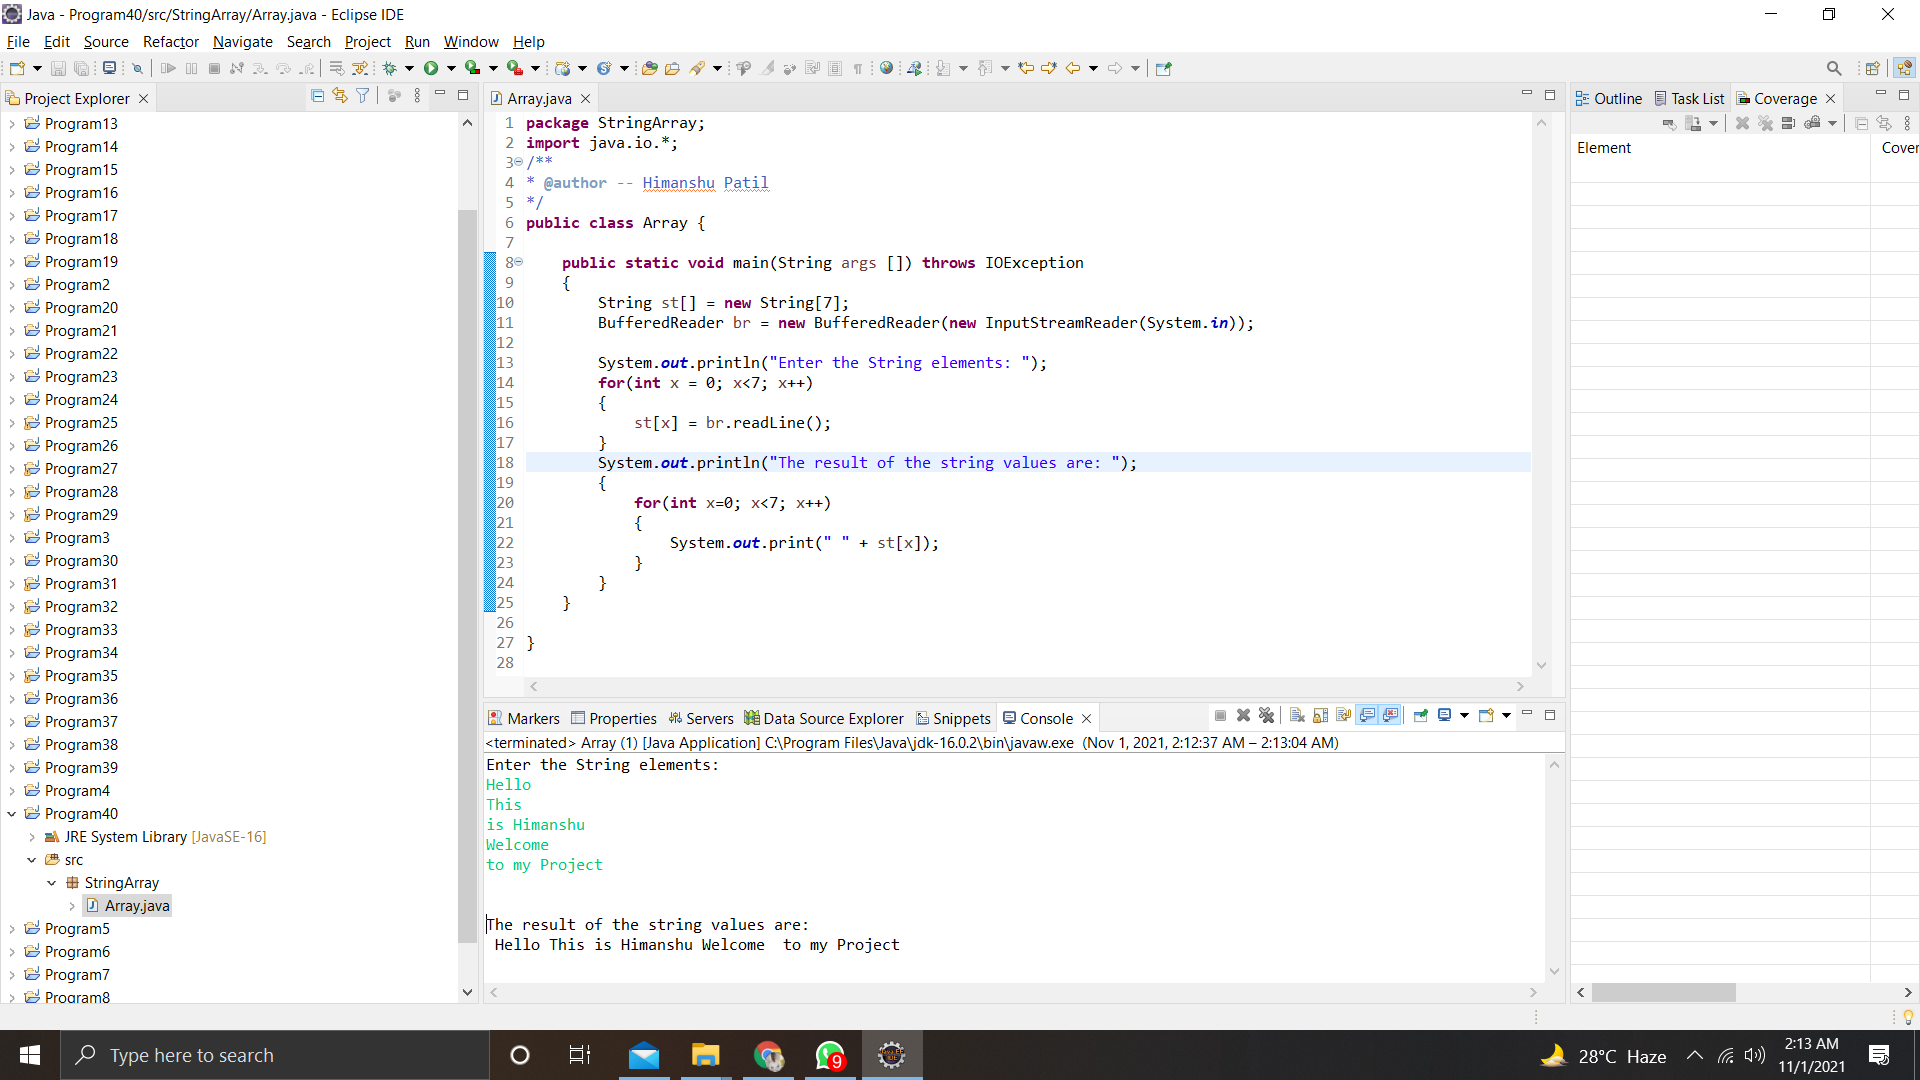 Java - Program40/src/StringArray/Array.java - Eclipse IDE
File Edit Source Refactor Navigate Search Project Run Window Help
Project Explorer
Program13
Program14
Program15
Program16
Program17
Program18
Program19
Program2
Program20
Program21
Program22
Program23
Program24
Program25
Program26
Program27
Program28
Program29
Program3
Program30
Program31
Program32
Program33
Program34
Program35
Program36
Program37
Program38
Program39
Program4
Program40
JRE System Library [JavaSE-16]
src
StringArray
Array.java
Program5
Program6
Program7
Program8
Array.java
1 package StringArray;
2 import java.io.*;
3 /**
4 * @author -- Himanshu Patil
5 */
6 public class Array {
7
8 public static void main(String args []) throws IOException
9 {
10 String st[] = new String[7];
11 BufferedReader br = new BufferedReader(new InputStreamReader(System.in));
12
13 System.out.println("Enter the String elements: ");
14 for(int x = 0; x<7; x++)
15 {
16 st[x] = br.readLine();
17 }
18 System.out.println("The result of the string values are: ");
19 {
20 for(int x=0; x<7; x++)
21 {
22 System.out.print(" " + st[x]);
23 }
24 }
25 }
26
27 }
28
Outline Task List Coverage
Element Cover
Markers Properties Servers Data Source Explorer Snippets Console
<terminated> Array (1) [Java Application] C:\Program Files\Java\jdk-16.0.2\bin\javaw.exe (Nov 1, 2021, 2:12:37 AM – 2:13:04 AM)
Enter the String elements:
Hello
This
is Himanshu
Welcome
to my Project
The result of the string values are:
Hello This is Himanshu Welcome  to my Project
Type here to search
9
28°C Haze
2:13 AM
11/1/2021